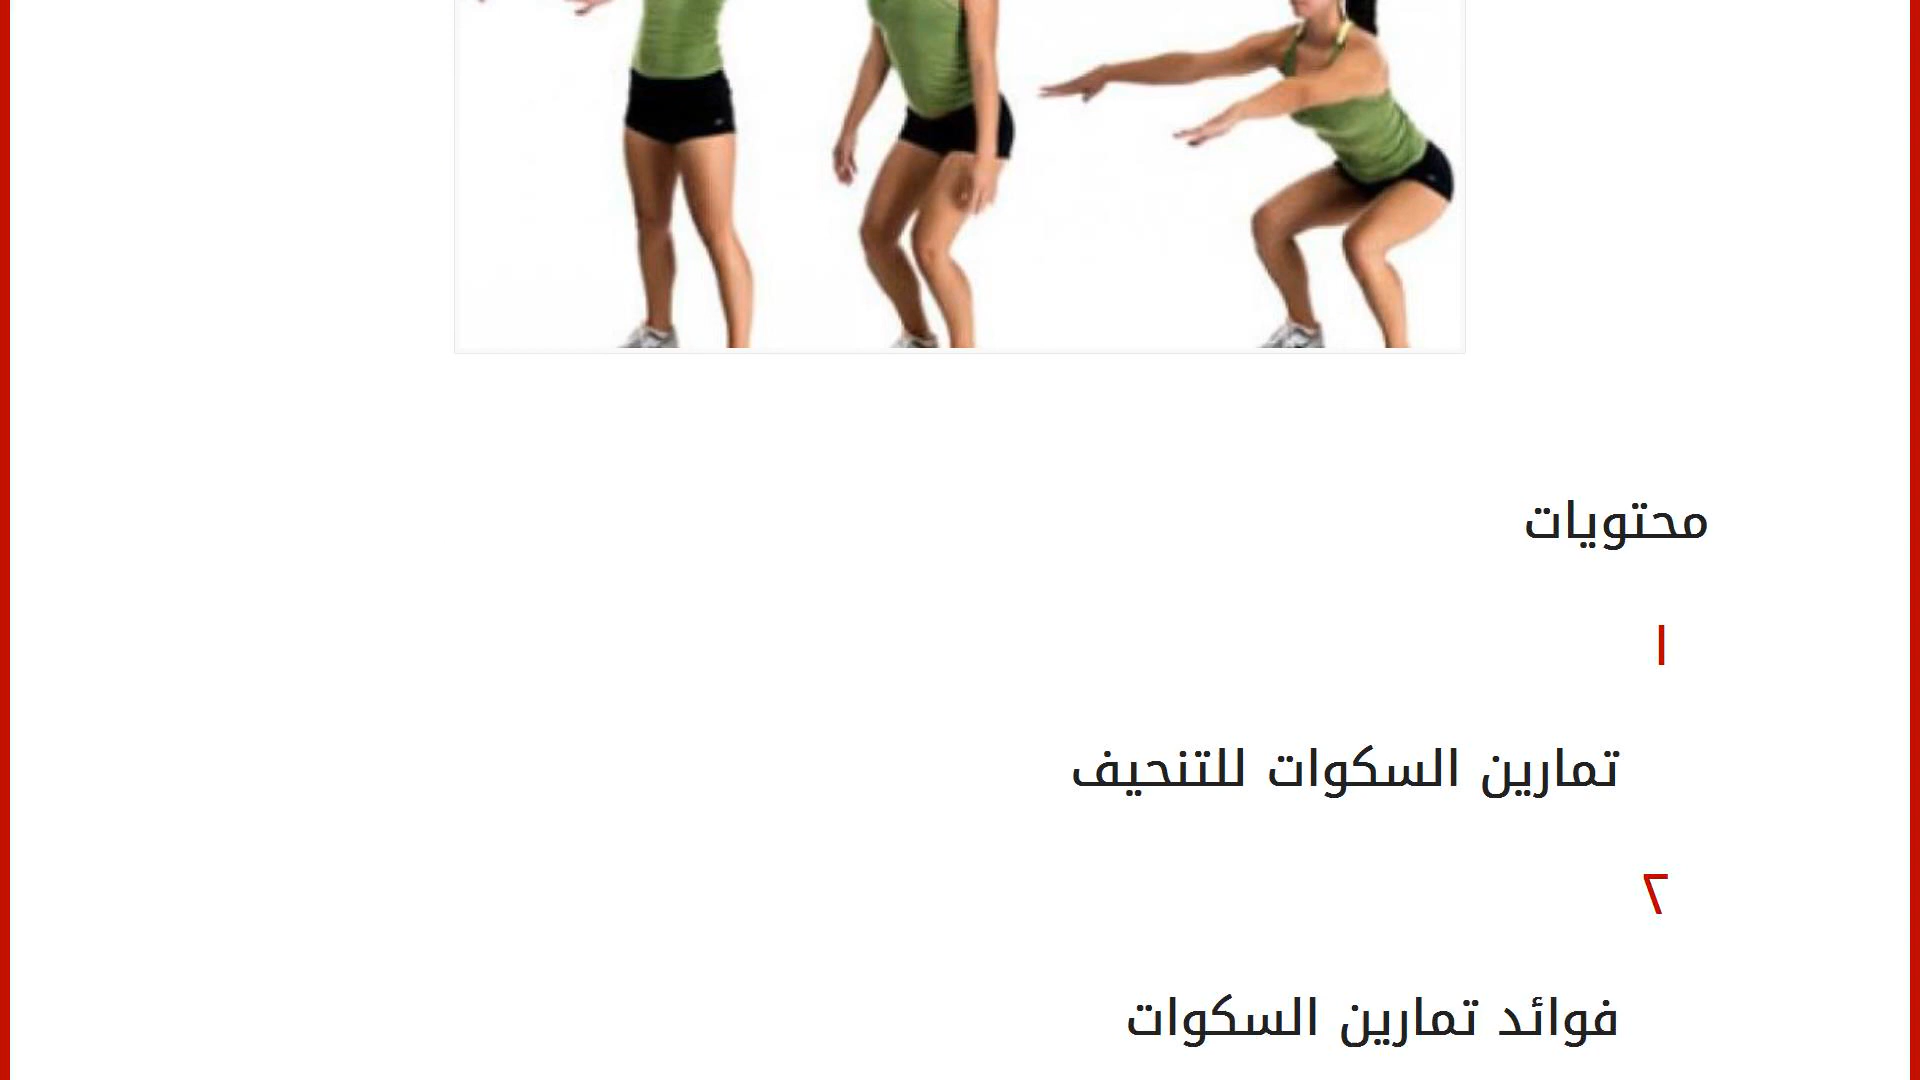 محتويات
١
تمارين السكوات للتنحيف
٢
فوائد تمارين السكوات